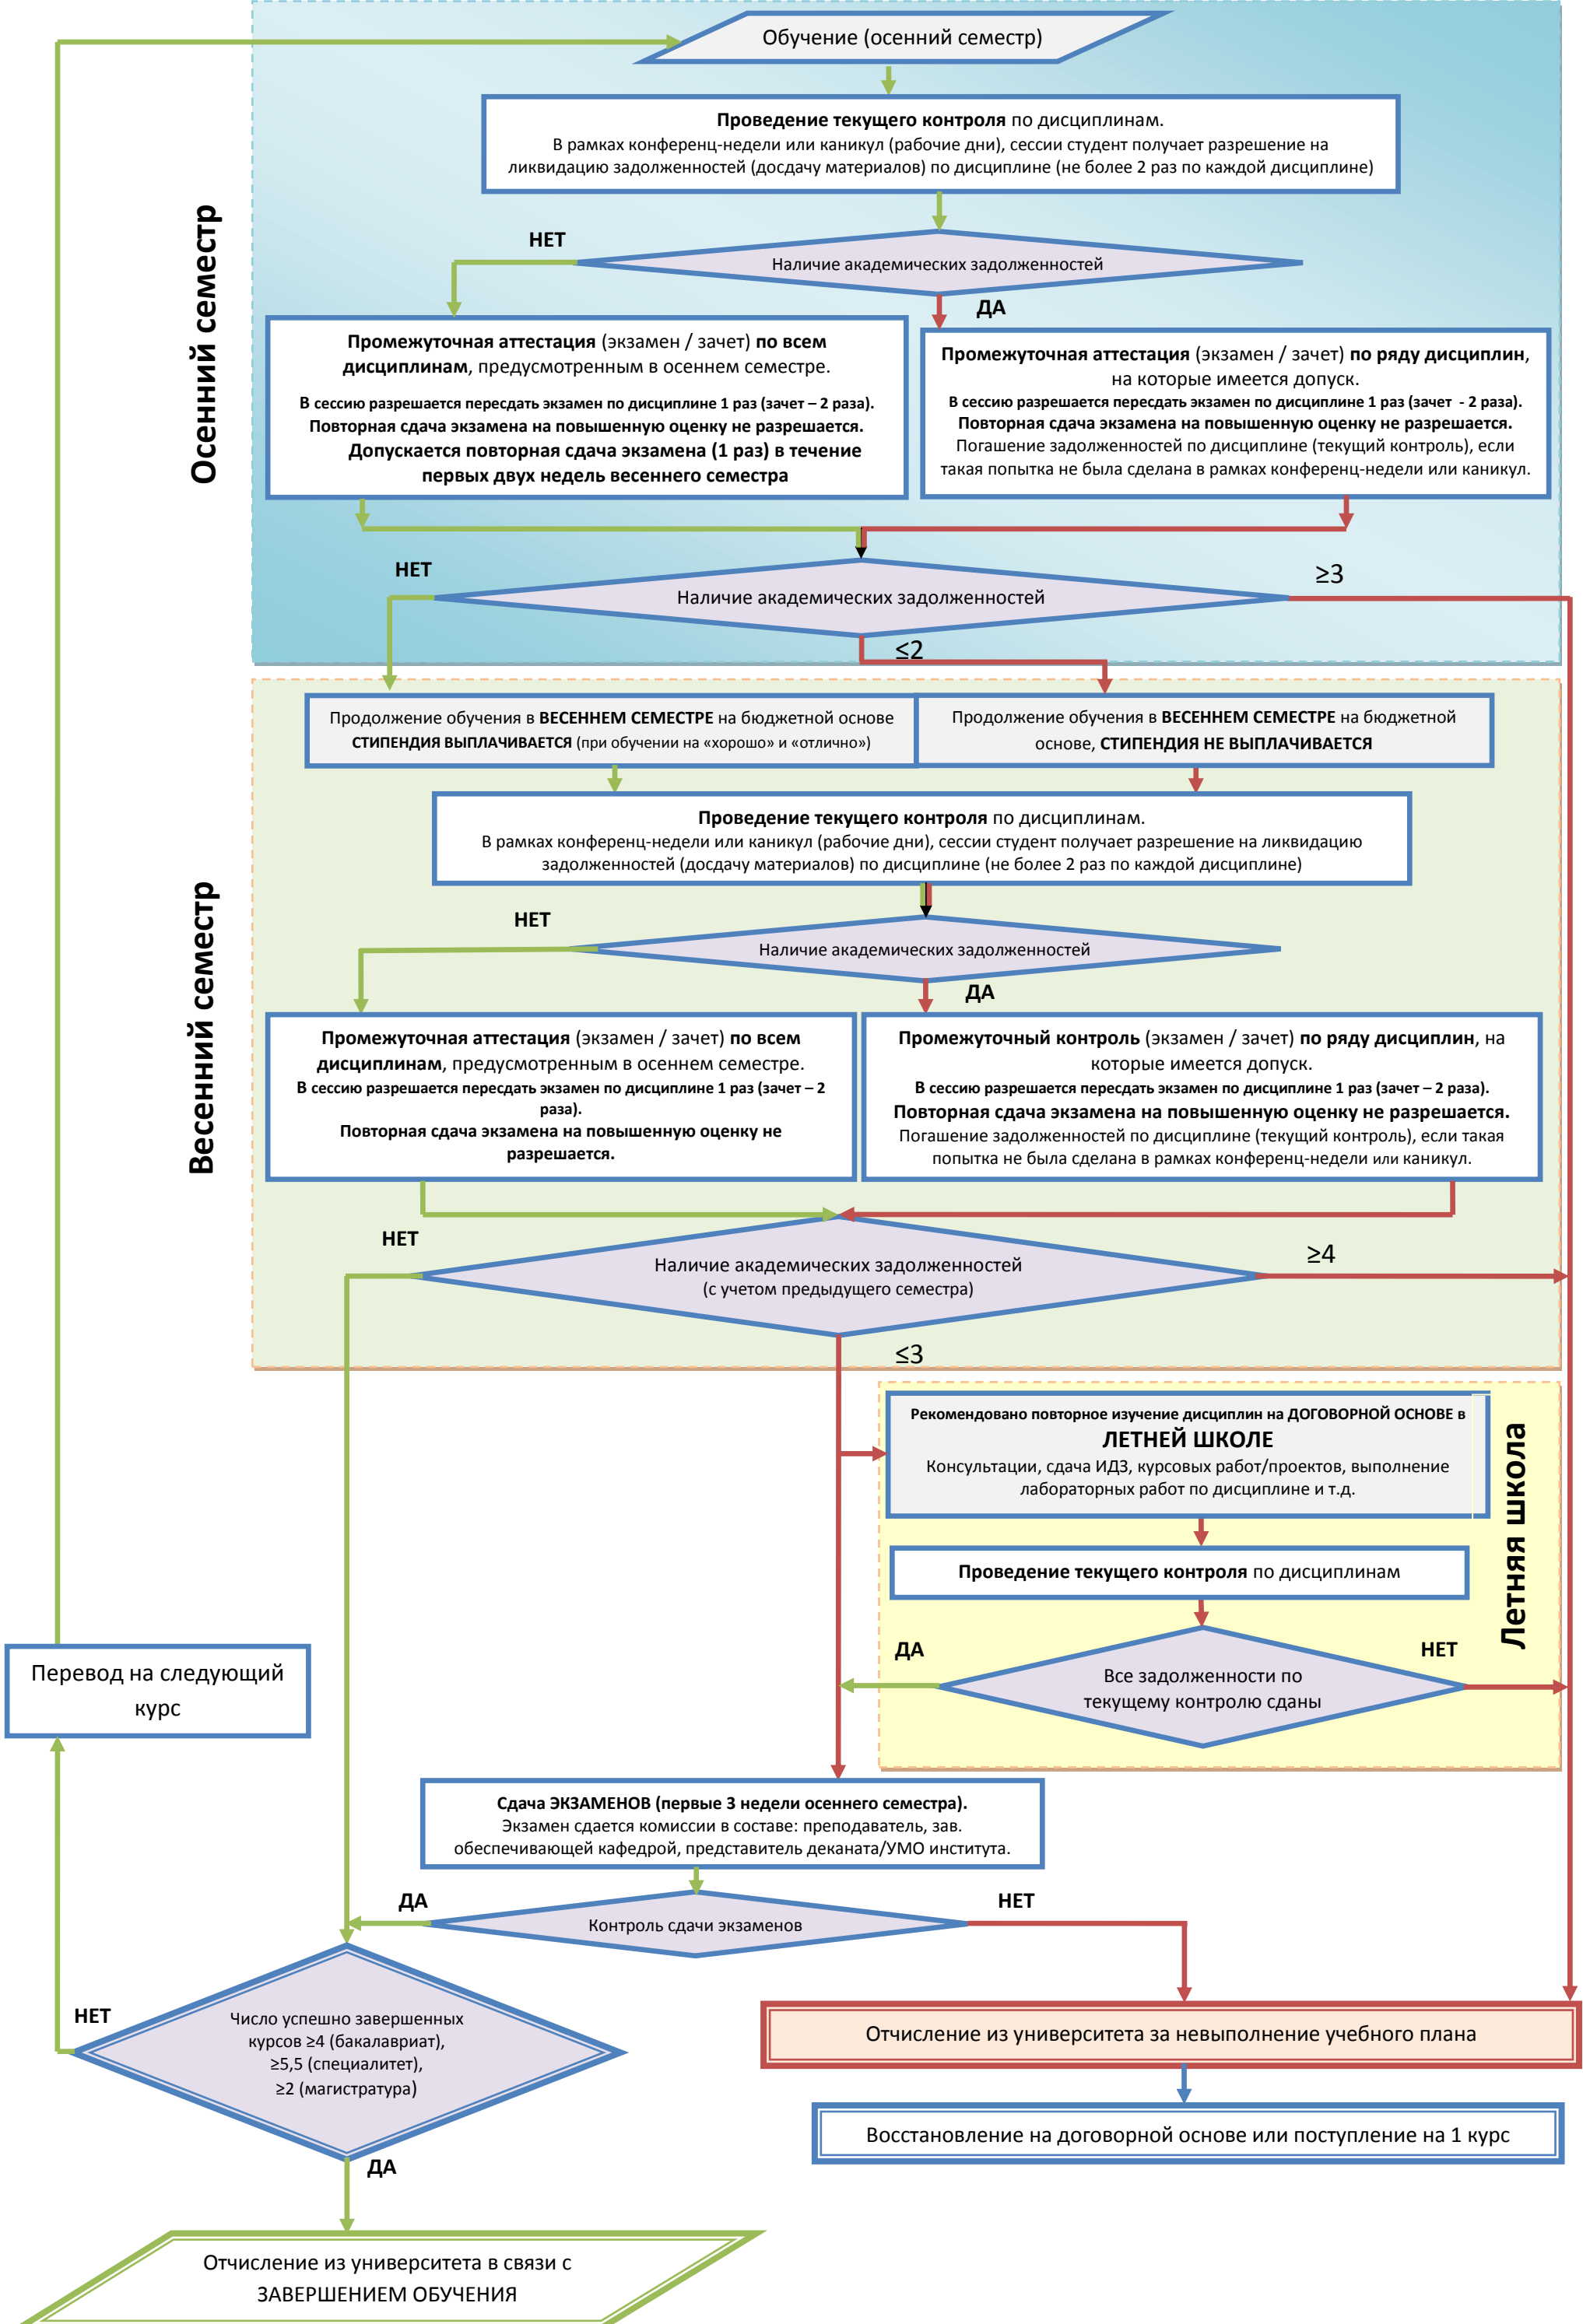 Обучение (осенний семестр)
Проведение текущего контроля по дисциплинам.
В рамках конференц-недели или каникул (рабочие дни), сессии студент получает разрешение на
ликвидацию задолженностей (досдачу материалов) по дисциплине (не более 2 раз по каждой дисциплине)
Осенний семестр
НЕТ
Наличие академических задолженностей
ДА
Промежуточная аттестация (экзамен / зачет) по всем
дисциплинам, предусмотренным в осеннем семестре.
В сессию разрешается пересдать экзамен по дисциплине 1 раз (зачет – 2 раза).
Повторная сдача экзамена на повышенную оценку не разрешается.
Допускается повторная сдача экзамена (1 раз) в течение
первых двух недель весеннего семестра
Промежуточная аттестация (экзамен / зачет) по ряду дисциплин,
на которые имеется допуск.
В сессию разрешается пересдать экзамен по дисциплине 1 раз (зачет - 2 раза).
Повторная сдача экзамена на повышенную оценку не разрешается.
Погашение задолженностей по дисциплине (текущий контроль), если
такая попытка не была сделана в рамках конференц-недели или каникул.
НЕТ
Наличие академических задолженностей
≥3
≤2
Продолжение обучения в ВЕСЕННЕМ СЕМЕСТРЕ на бюджетной основе
СТИПЕНДИЯ ВЫПЛАЧИВАЕТСЯ (при обучении на «хорошо» и «отлично»)
Продолжение обучения в ВЕСЕННЕМ СЕМЕСТРЕ на бюджетной
основе, СТИПЕНДИЯ НЕ ВЫПЛАЧИВАЕТСЯ
Проведение текущего контроля по дисциплинам.
В рамках конференц-недели или каникул (рабочие дни), сессии студент получает разрешение на ликвидацию
задолженностей (досдачу материалов) по дисциплине (не более 2 раз по каждой дисциплине)
Весенний семестр
НЕТ
Наличие академических задолженностей
ДА
Промежуточная аттестация (экзамен / зачет) по всем
дисциплинам, предусмотренным в осеннем семестре.
В сессию разрешается пересдать экзамен по дисциплине 1 раз (зачет – 2
раза).
Повторная сдача экзамена на повышенную оценку не
разрешается.
Промежуточный контроль (экзамен / зачет) по ряду дисциплин, на
которые имеется допуск.
В сессию разрешается пересдать экзамен по дисциплине 1 раз (зачет – 2 раза).
Повторная сдача экзамена на повышенную оценку не разрешается.
Погашение задолженностей по дисциплине (текущий контроль), если такая
попытка не была сделана в рамках конференц-недели или каникул.
НЕТ
Наличие академических задолженностей
(с учетом предыдущего семестра)
≥4
≤3
Рекомендовано повторное изучение дисциплин на ДОГОВОРНОЙ ОСНОВЕ в
ЛЕТНЕЙ ШКОЛЕ
Консультации, сдача ИДЗ, курсовых работ/проектов, выполнение
лабораторных работ по дисциплине и т.д.
Летняя школа
Проведение текущего контроля по дисциплинам
ДА
Все задолженности по
текущему контролю сданы
НЕТ
Перевод на следующий
курс
Сдача ЭКЗАМЕНОВ (первые 3 недели осеннего семестра).
Экзамен сдается комиссии в составе: преподаватель, зав.
обеспечивающей кафедрой, представитель деканата/УМО института.
ДА
Контроль сдачи экзаменов
НЕТ
НЕТ
Число успешно завершенных
курсов ≥4 (бакалавриат),
≥5,5 (специалитет),
≥2 (магистратура)
ДА
Отчисление из университета за невыполнение учебного плана
Восстановление на договорной основе или поступление на 1 курс
Отчисление из университета в связи с
ЗАВЕРШЕНИЕМ ОБУЧЕНИЯ